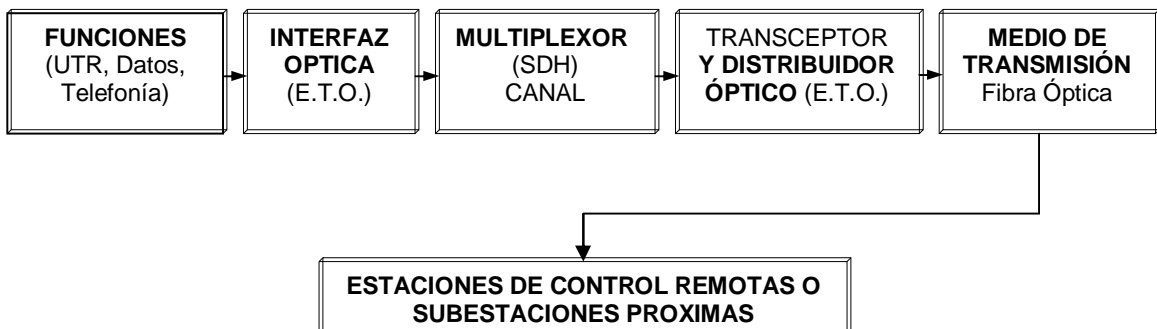 FUNCIONES
(UTR, Datos,
Telefonía)
INTERFAZ
OPTICA
(E.T.O.)
MULTIPLEXOR
(SDH)
CANAL
TRANSCEPTOR
Y DISTRIBUIDOR
ÓPTICO (E.T.O.)
MEDIO DE
TRANSMISIÓN
Fibra Óptica
ESTACIONES DE CONTROL REMOTAS O
SUBESTACIONES PROXIMAS